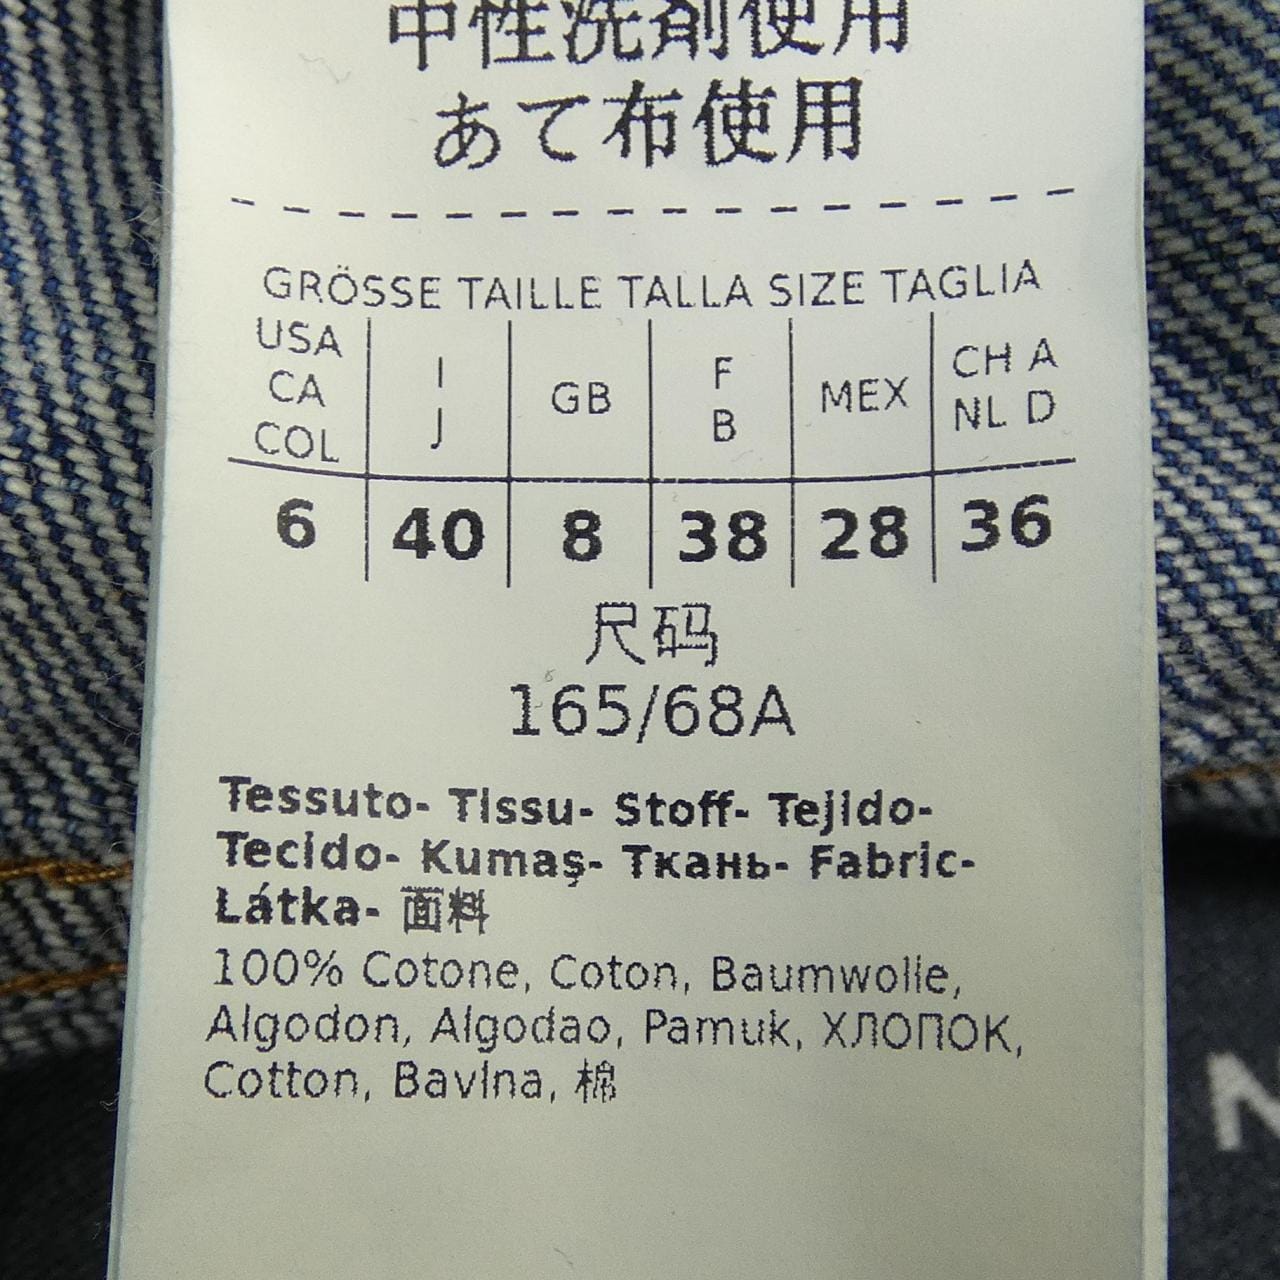 中性洗剤使用
あて布使用
GRÖSSE TAILLE TALLA SIZE TAGLIA
USA CA COL
I J
GB
F B
MEX
CH A NL D
6 40 8 38 28 36
尺码
165/68A
Tessuto- Tissu- Stoff- Tejido-
Tecido- Kumaş- Ткань- Fabric-
Látka- 面料
100% Cotone, Coton, Baumwolle,
Algodon, Algodao, Pamuk, ХЛОПОК,
Cotton, Bavlna, 棉